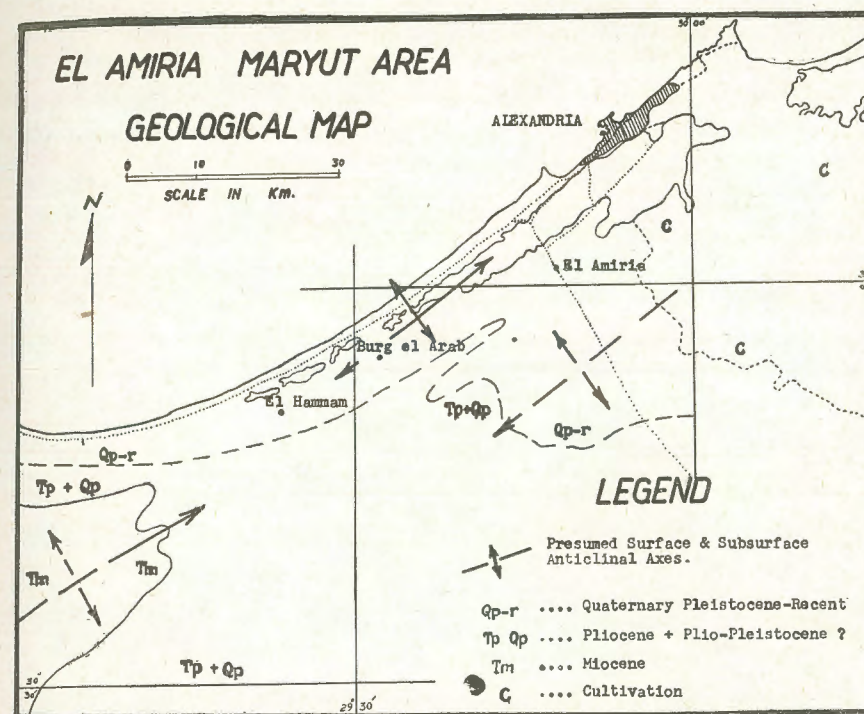 EL AMIRIA MARYUT AREA
GEOLOGICAL MAP
0 10 30
SCALE IN Km.
N
30 00'
ALEXANDRIA
C
C
El Amiria
Burg el Arab
C
El Hammam
Tp+Qp
Qp-r
Qp-r
Tp + Qp
Tm
Tm
Tp + Qp
30'
30'
29° 30'
LEGEND
Presumed Surface & Subsurface
Anticlinal Axes.
Qp-r .... Quaternary Pleistocene-Recent
Tp Qp .... Pliocene + Plio-Pleistocene ?
Tm .... Miocene
C .... Cultivation